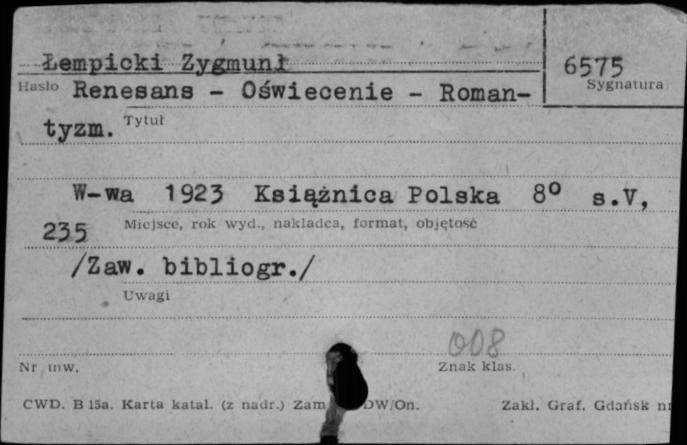 Łempicki Zygmunt
6575
Hasło
Sygnatura
Renesans - Oświecenie - Roman-
tyzm.
Tytuł
W-wa 1923 Książnica Polska 8º s.V,
235
Miejsce, rok wyd., nakładca, format, objętość
/Zaw. bibliogr./
Uwagi
008
Nr inw.
Znak klas.
CWD. B 15a. Karta katal. (z nadr.) Zam DW/On.
Zakł. Graf. Gdańsk